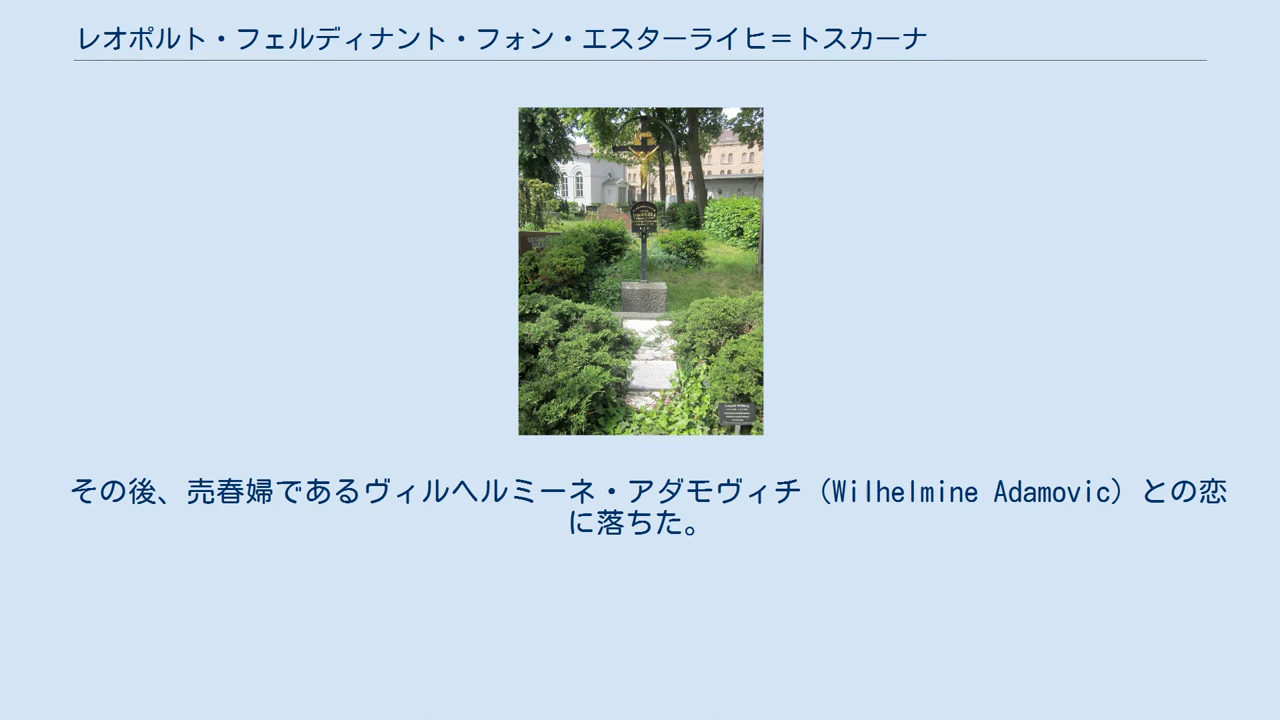 レオポルト・フェルディナント・フォン・エスターライヒ＝トスカーナ
その後、売春婦であるヴィルヘルミーネ・アダモヴィチ（Wilhelmine Adamovic）との恋
に落ちた。